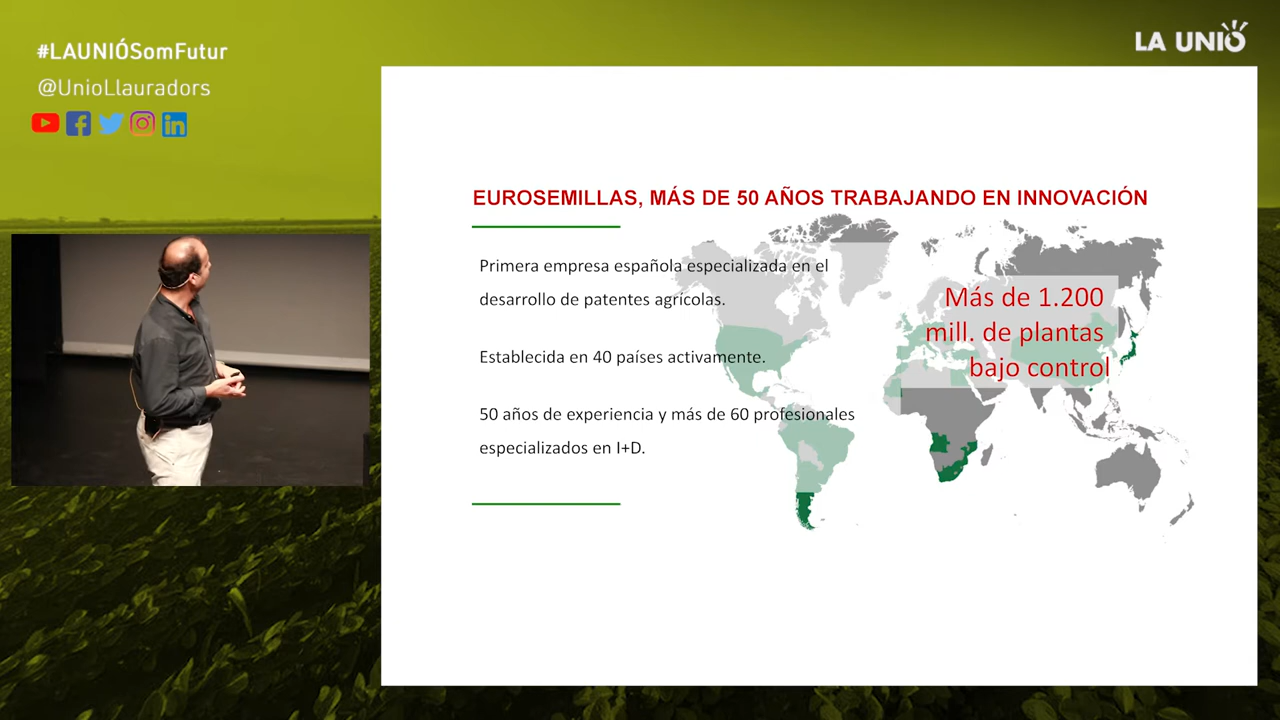 #LAUNIÓSomFutur
@UnioLlauradors
LA UNIÓ
EUROSEMILLAS, MÁS DE 50 AÑOS TRABAJANDO EN INNOVACIÓN
Primera empresa española especializada en el
desarrollo de patentes agrícolas.
Establecida en 40 países activamente.
50 años de experiencia y más de 60 profesionales
especializados en I+D.
Más de 1.200
mill. de plantas
bajo control